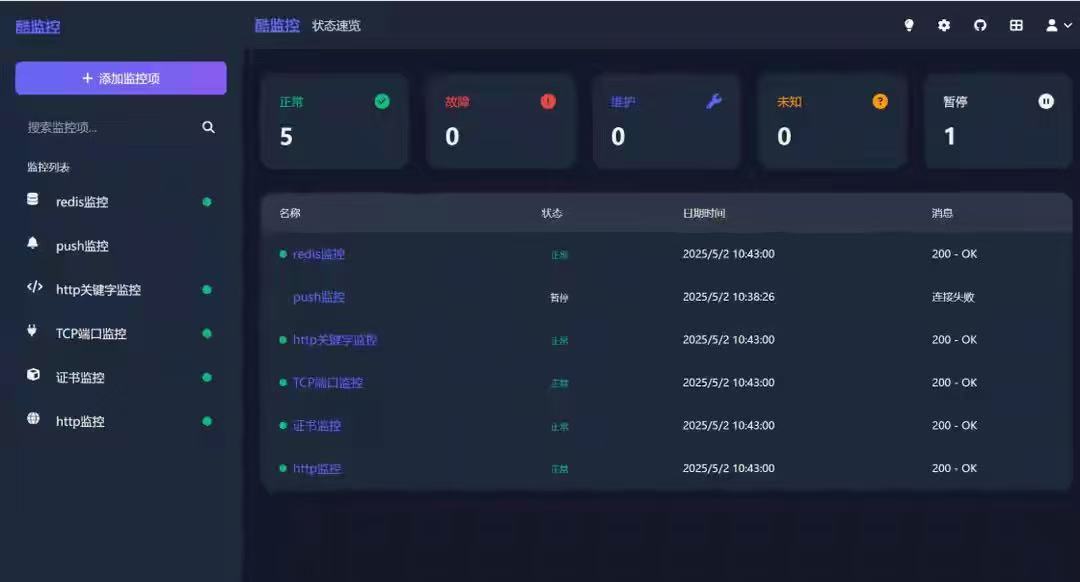 酷监控
酷监控 状态速览
添加监控项
搜索监控项...
监控列表
redis监控
push监控
http关键字监控
TCP端口监控
证书监控
http监控
正常 故障 维护 未知 暂停
5 0 0 0 1
名称 状态 日期时间 消息
redis监控 正常 2025/5/2 10:43:00 200 - OK
push监控 暂停 2025/5/2 10:38:26 连接失败
http关键字监控 正常 2025/5/2 10:43:00 200 - OK
TCP端口监控 正常 2025/5/2 10:43:00 200 - OK
证书监控 正常 2025/5/2 10:43:00 200 - OK
http监控 正常 2025/5/2 10:43:00 200 - OK